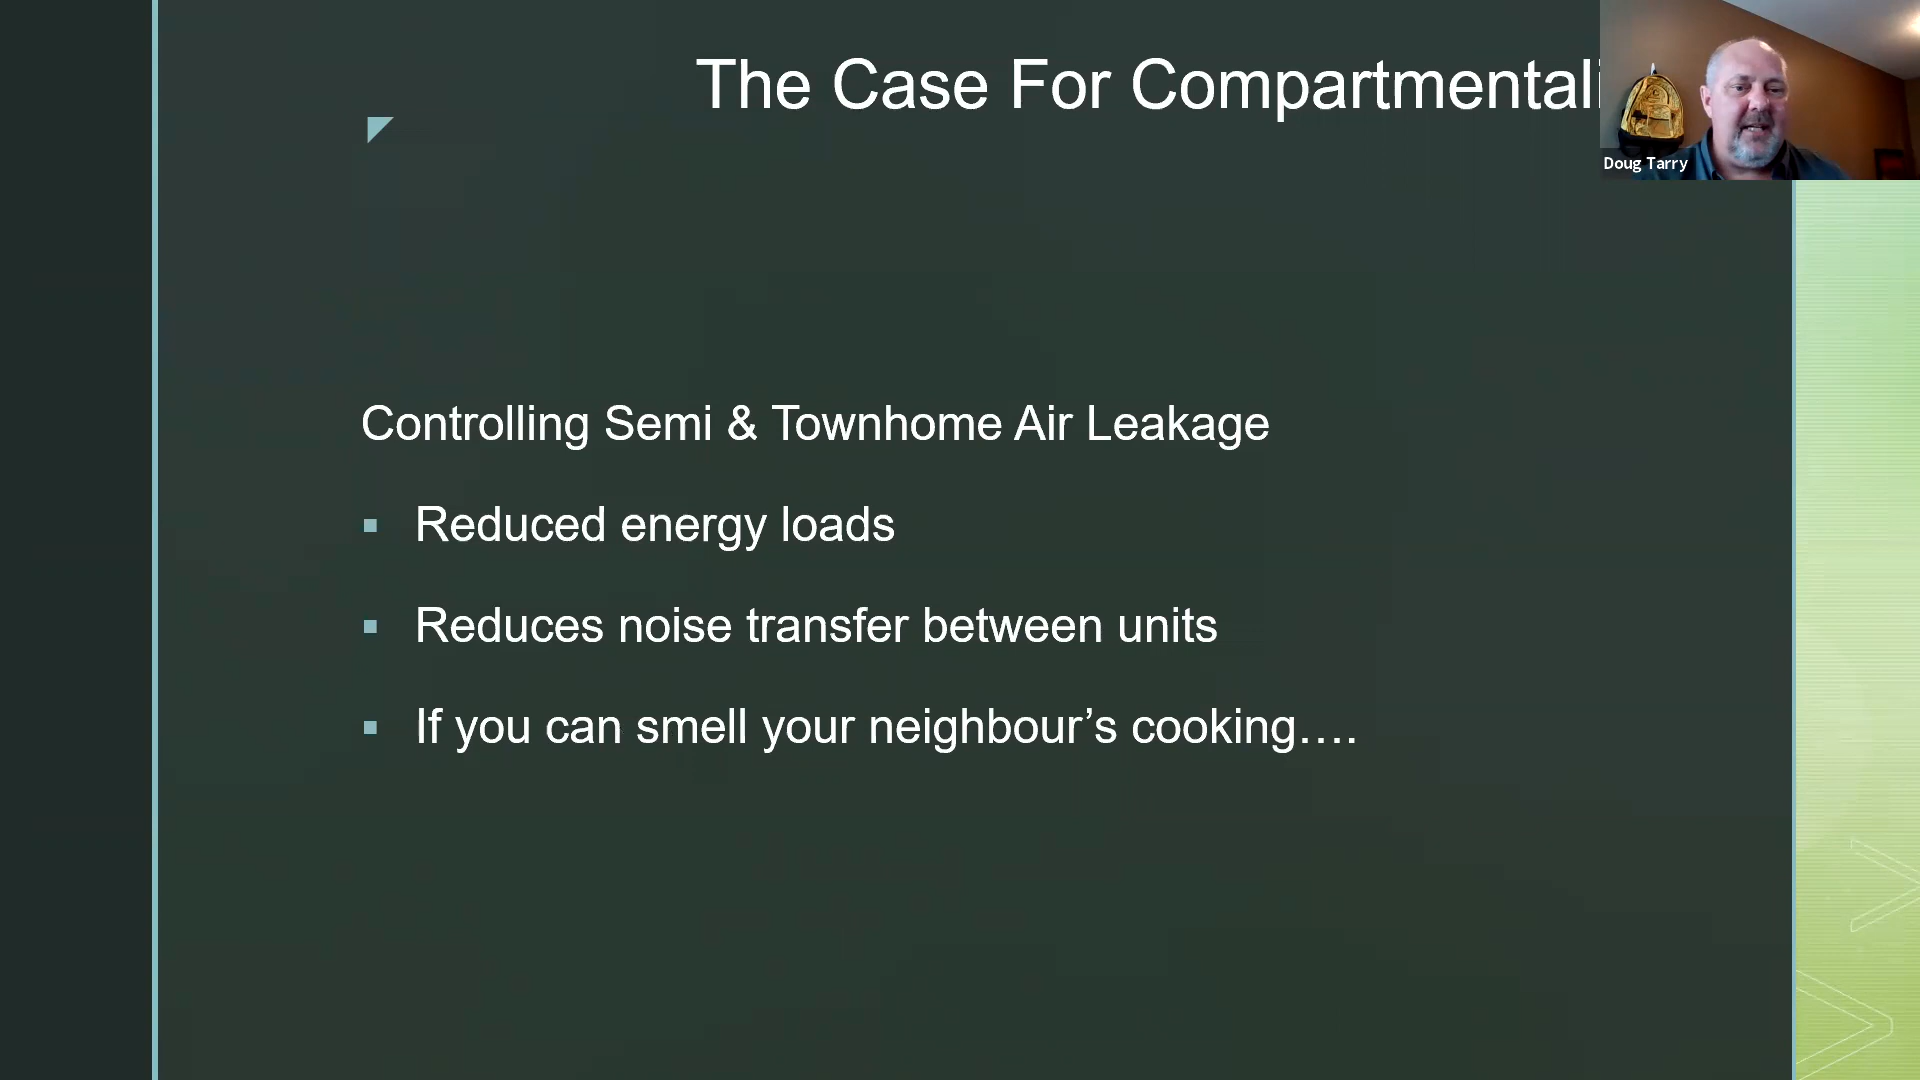 The Case For Compartmentali
Doug Tarry
Controlling Semi & Townhome Air Leakage
▪ Reduced energy loads
▪ Reduces noise transfer between units
▪ If you can smell your neighbour’s cooking….